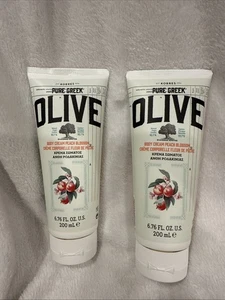 KORRES
PURE GREEK
OLIVE
BODY CREAM PEACH BLOSSOM
CRÈME CORPORELLE FLEUR DE PÊCHE
ΚΡΕΜΑ ΣΩΜΑΤΟΣ
ΑΝΘΗ ΡΟΔΑΚΙΝΙΑΣ
6.76 FL. OZ. U.S.
200 mL ℮
KORRES
PURE GREEK
OLIVE
BODY CREAM PEACH BLOSSOM
CRÈME CORPORELLE FLEUR DE PÊCHE
ΚΡΕΜΑ ΣΩΜΑΤΟΣ
ΑΝΘΗ ΡΟΔΑΚΙΝΙΑΣ
6.76 FL. OZ. U.S.
200 mL ℮